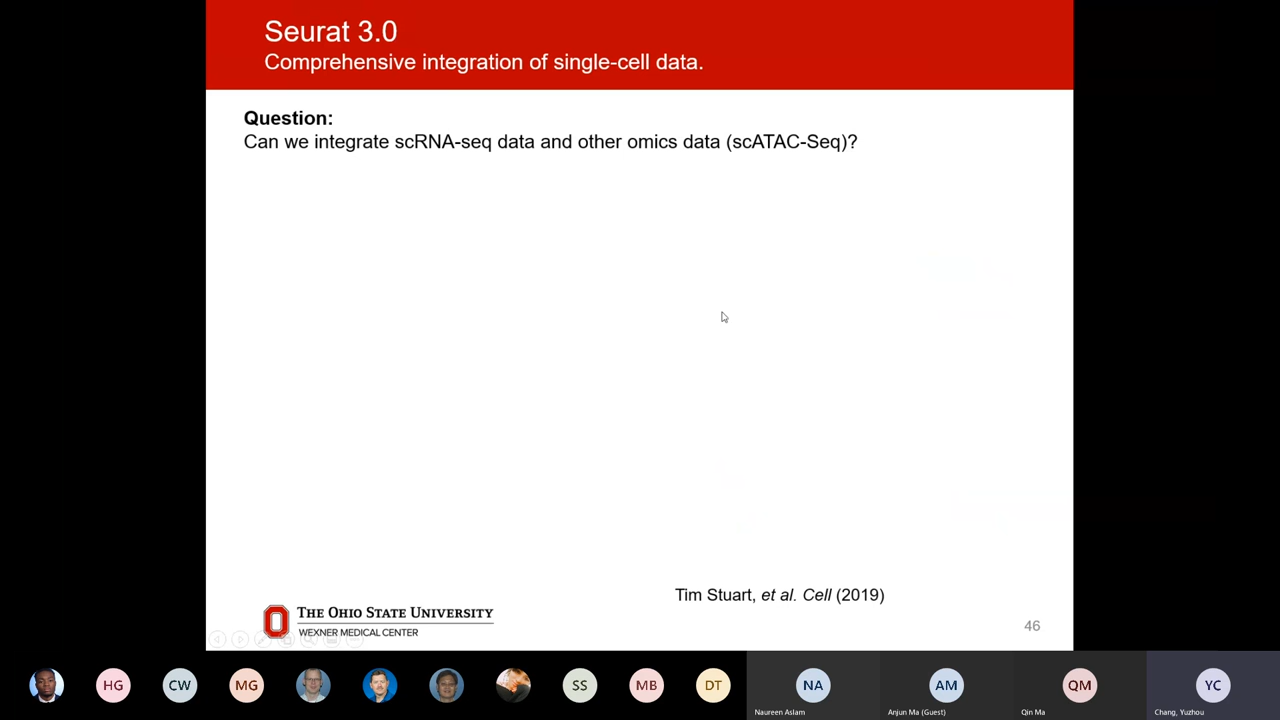 Seurat 3.0
Comprehensive integration of single-cell data.
Question:
Can we integrate scRNA-seq data and other omics data (scATAC-Seq)?
Tim Stuart, et al. Cell (2019)
THE OHIO STATE UNIVERSITY
WEXNER MEDICAL CENTER
46
HG
CW
MG
SS
MB
DT
NA
AM
QM
YC
Naureen Aslam
Anjun Ma (Guest)
Qin Ma
Chang, Yuzhou